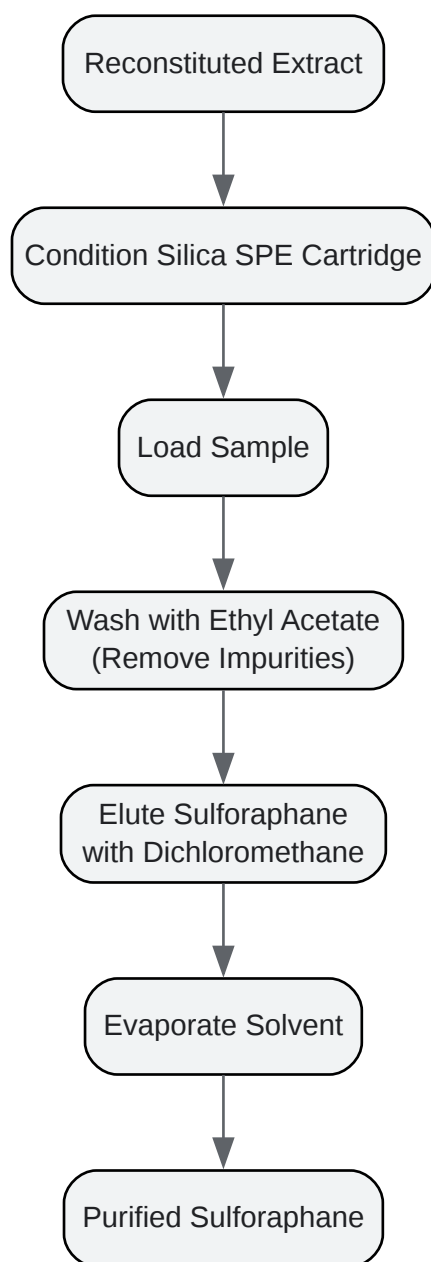 Reconstituted Extract
Condition Silica SPE Cartridge
Load Sample
Wash with Ethyl Acetate
(Remove Impurities)
Elute Sulforaphane
with Dichloromethane
Evaporate Solvent
Purified Sulforaphane